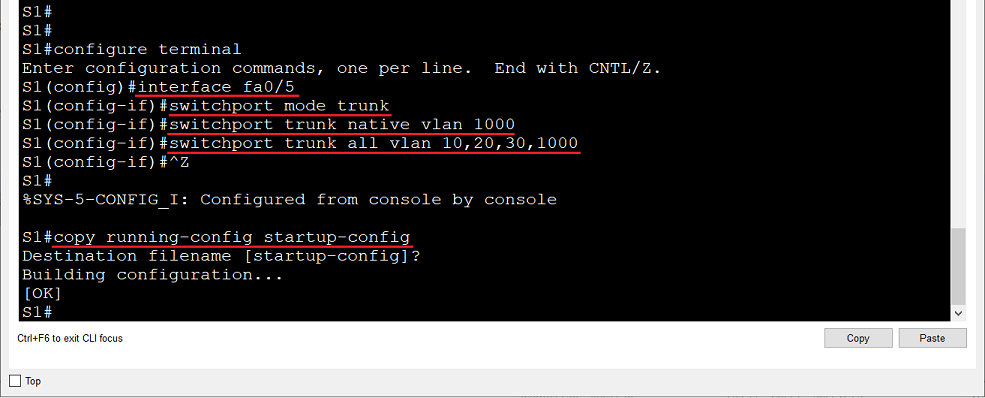 S1#
S1#
S1#configure terminal
Enter configuration commands, one per line.  End with CNTL/Z.
S1(config)#interface fa0/5
S1(config-if)#switchport mode trunk
S1(config-if)#switchport trunk native vlan 1000
S1(config-if)#switchport trunk all vlan 10,20,30,1000
S1(config-if)#^Z
S1#
%SYS-5-CONFIG_I: Configured from console by console
S1#copy running-config startup-config
Destination filename [startup-config]?
Building configuration...
[OK]
S1#
Ctrl+F6 to exit CLI focus
Copy
Paste
Top